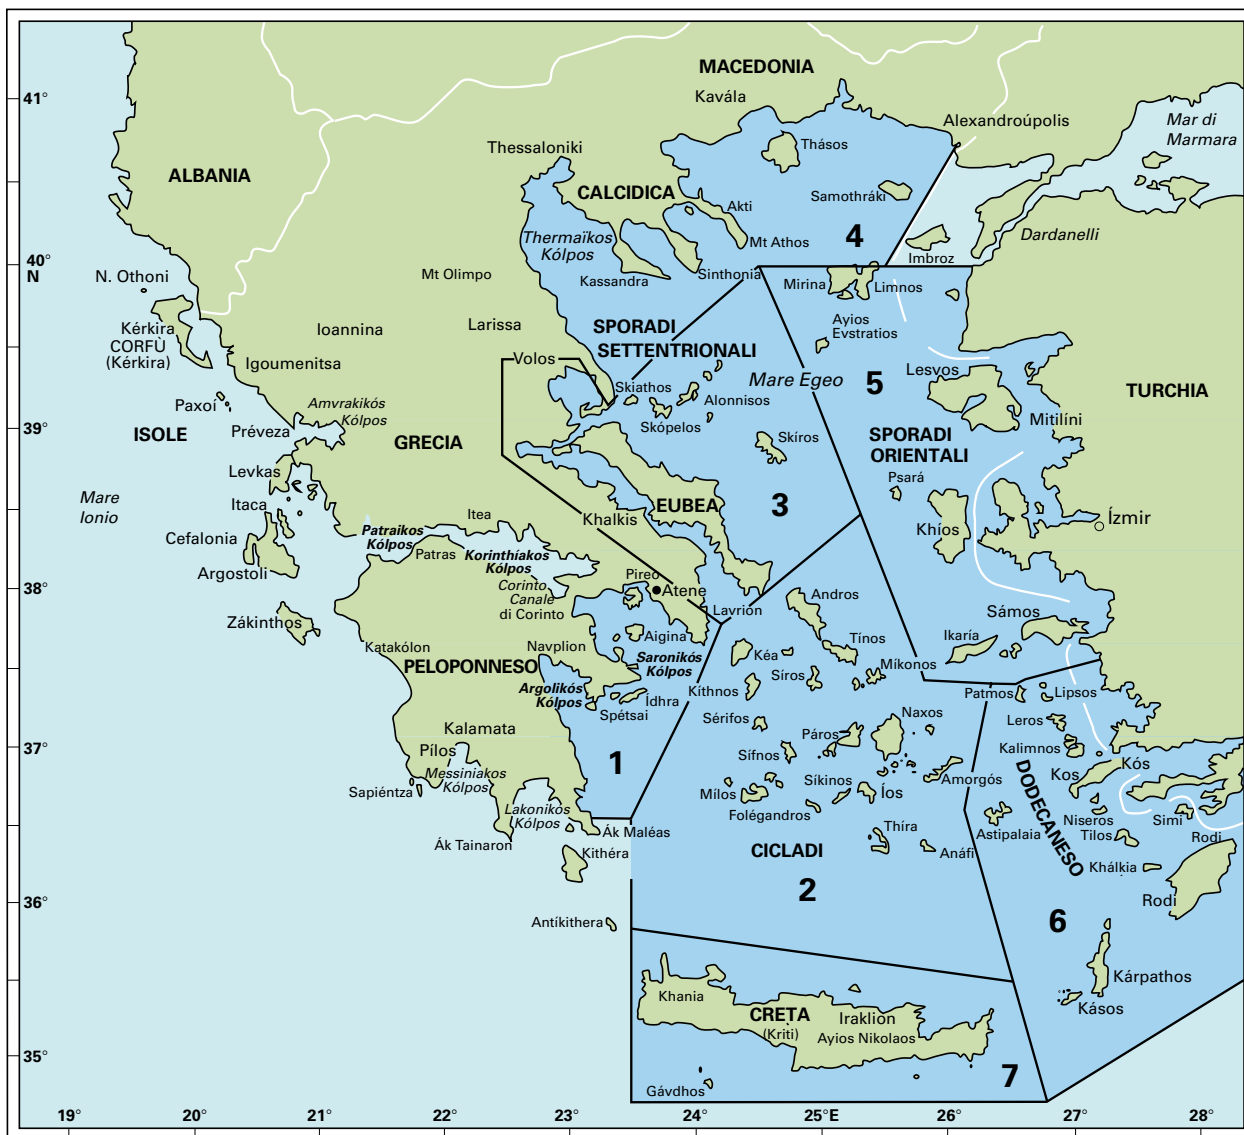 MACEDONIA
Kavála
41°
Alexandroúpolis
Mar di
Marmara
Thessaloniki
Thásos
ALBANIA
CALCIDICA
Samothráki
Akti
4
Dardanelli
Thermaïkos
Kólpos
Mt Athos
Imbroz
40°
N
N. Othoni
Mt Olimpo
Kassandra
Sinthonia
Mirina
Limnos
Kérkira
CORFÙ
(Kérkira)
Ioannina
Larissa
SPORADI
SETTENTRIONALI
Ayios
Evstratios
Igoumenitsa
Volos
Skiathos
Mare Egeo
5
Lesvos
TURCHIA
Paxoí
Amvrakikós
Kólpos
Alonnisos
ISOLE
Préveza
GRECIA
Skópelos
Skíros
SPORADI
ORIENTALI
Mitilíni
39°
Levkas
Psará
Mare
Ionio
Itaca
EUBEA
3
Itea
Khalkis
Khíos
Ízmir
Cefalonia
Patraikos
Kólpos
Patras
Korinthíakos
Kólpos
Argostoli
Pireo
Atene
Corinto
Canale
di Corinto
38°
Lavrión
Andros
Zákinthos
Sámos
Aigina
Katakólon
Navplion
Tínos
Ikaría
PELOPONNESO
Saronikós
Kólpos
Kéa
Míkonos
Argolikós
Kólpos
Ídhra
Kíthnos
Síros
Patmos
Lipsos
Spétsai
Sérifos
Naxos
Leros
Kalamata
Páros
37°
Pílos
1
Sífnos
Kalimnos
Kós
Messiniakos
Kólpos
Síkinos
Amorgós
Kos
DODECANESO
Sapiéntza
Mílos
Íos
Lakonikós
Kólpos
Folégandros
Niseros
Simi
Ák Maléas
Thíra
Astipalaia
Tilos
Rodi
Ák Tainaron
Kithéra
CICLADI
Anáfi
Khálkia
2
Rodi
36°
6
Antíkithera
Kárpathos
Khania
CRETA
(Kriti)
Iraklion
Kásos
Ayios Nikolaos
35°
7
Gávdhos
19°
20°
21°
22°
23°
24°
25°E
26°
27°
28°